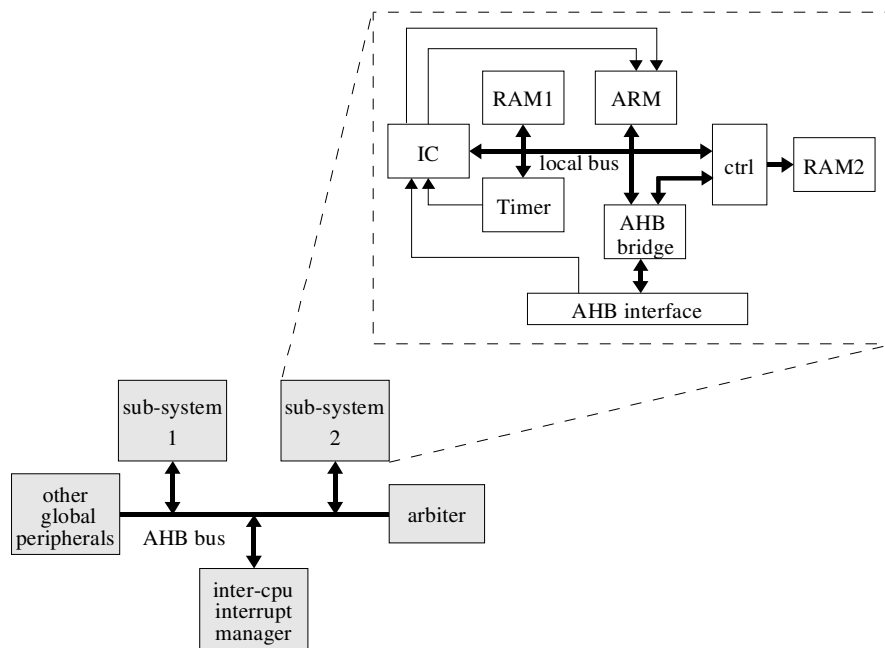 RAM1
ARM
IC
local bus
ctrl
RAM2
Timer
AHB
bridge
AHB interface
sub-system
1
sub-system
2
other
global
peripherals
AHB bus
arbiter
inter-cpu
interrupt
manager